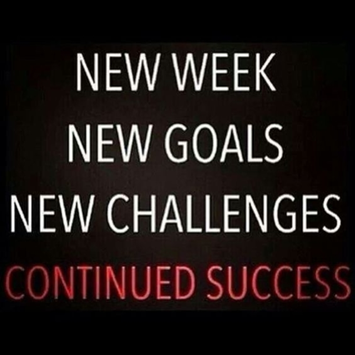 NEW WEEK
NEW GOALS
NEW CHALLENGES
CONTINUED SUCCESS